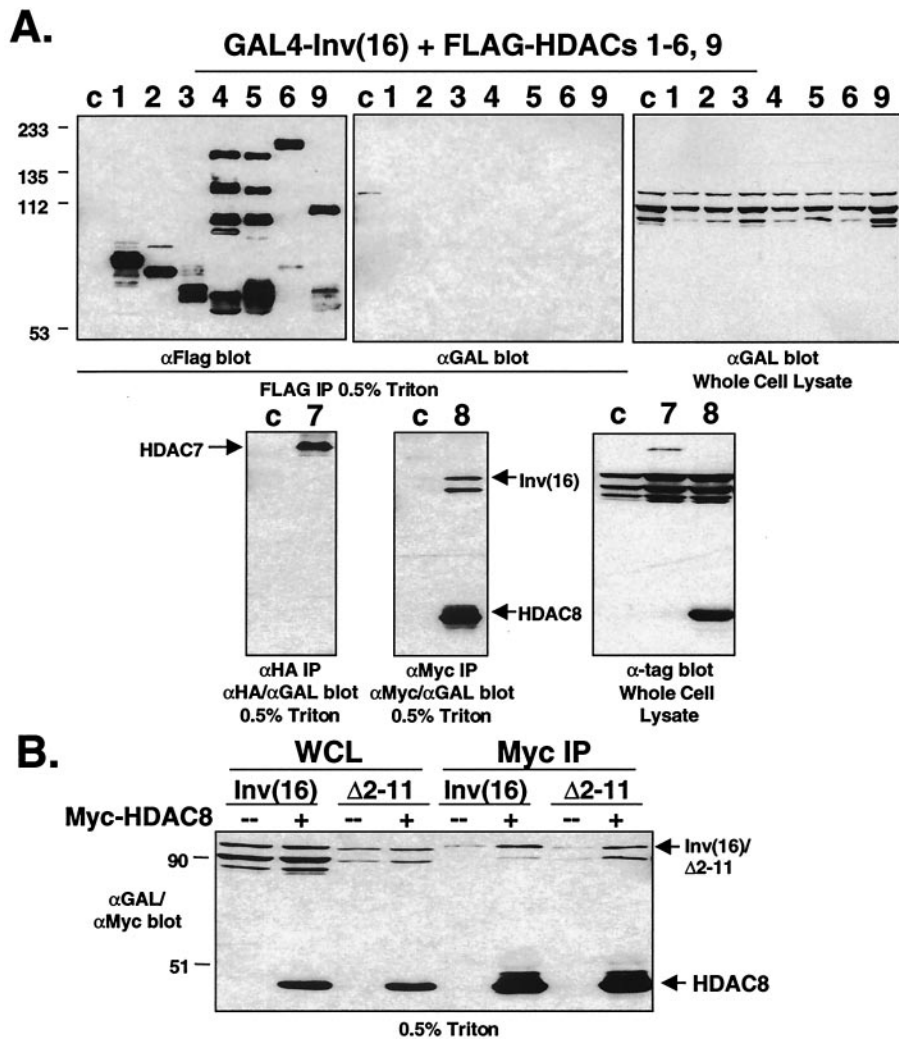 A.
GAL4-Inv(16) + FLAG-HDACs 1-6, 9
c 1 2 3 4 5 6 9 c 1 2 3 4 5 6 9 c 1 2 3 4 5 6 9
233
135
112
53
αFlag blot αGAL blot αGAL blot
Whole Cell Lysate
FLAG IP 0.5% Triton
c 7 c 8 c 7 8
HDAC7
Inv(16)
HDAC8
αHA IP αMyc IP α-tag blot
αHA/αGAL blot αMyc/αGAL blot Whole Cell
0.5% Triton 0.5% Triton Lysate
B.
WCL Myc IP
Inv(16) Δ2-11 Inv(16) Δ2-11
Myc-HDAC8 -- + -- + -- + -- +
Inv(16)/
Δ2-11
90
αGAL/
αMyc blot
51
HDAC8
0.5% Triton